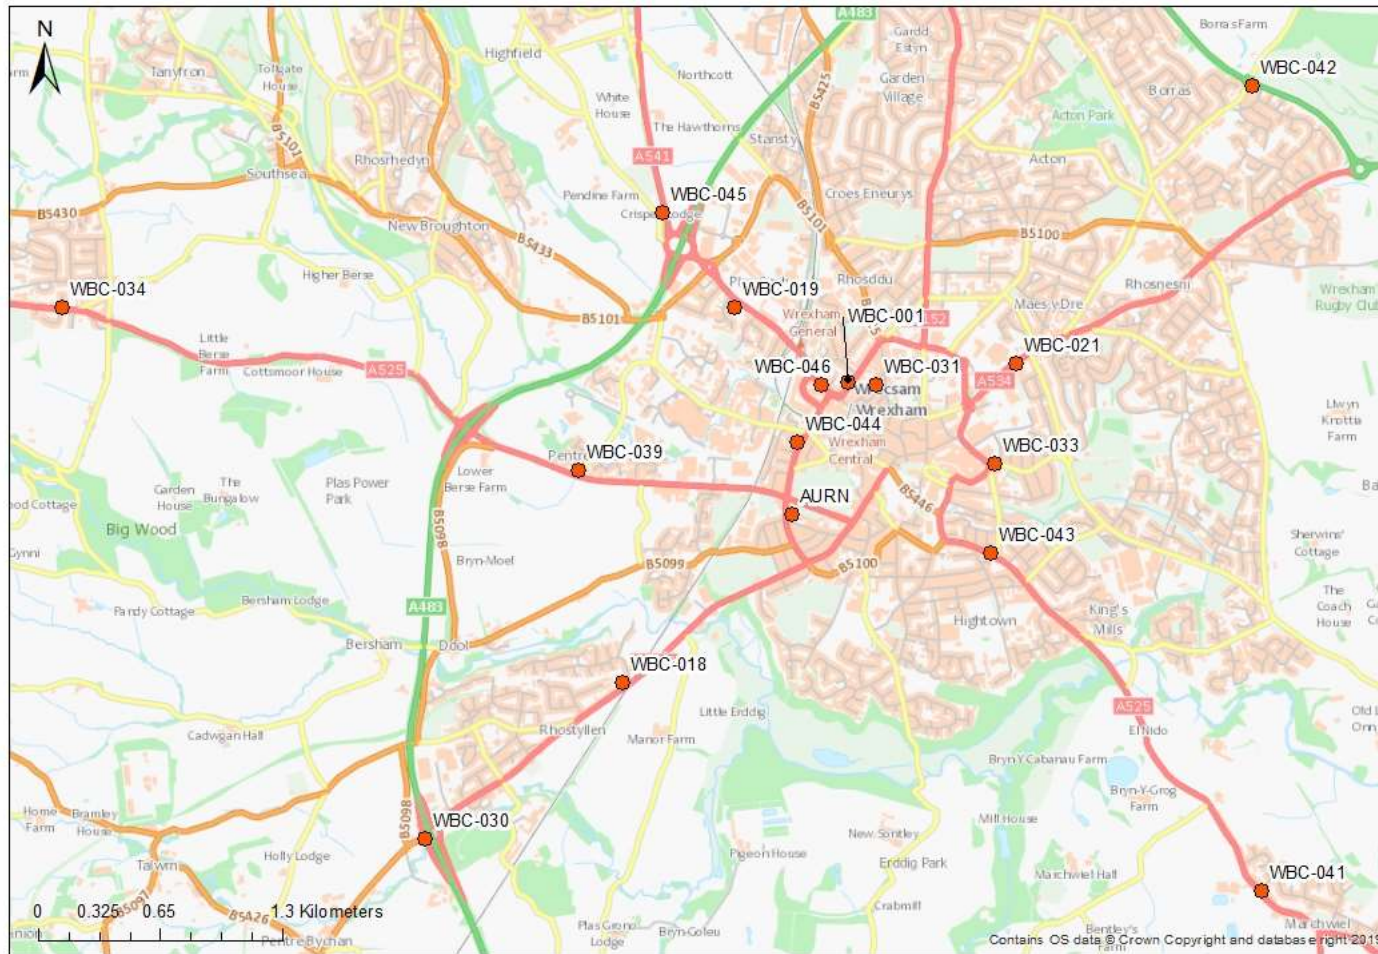 N
A483
Borras Farm
Highfield
Gardd
Estyn
WBC-042
Tanyfron
Tollgate
House
Northcott
B5425
Garden
Village
Borras
White
House
Acton Park
B5102
The Hawthorns
Stansty
Rhosrhedyn
A541
Acton
Southsea
Pendine Farm
WBC-045
Croes Eneurys
B5430
New Broughton
B5101
B5100
B5433
Higher Berse
Rhosddu
Rhosnesni
WBC-034
WBC-019
Maes-y-Dre
Wrexham
Rugby Club
B5101
Wrexham
General
WBC-001
Little
Berse
Farm
Cottsmoor House
A525
WBC-046
WBC-031
WBC-021
A534
Wrecsam
Wrexham
WBC-044
Llwyn
Knottia
Farm
Wrexham
Central
WBC-039
WBC-033
Lower
Berse Farm
Garden
House
The
Bungalow
Plas Power
Park
B5446
AURN
Big Wood
B5098
WBC-043
Sherwins'
Cottage
Bryn-Moel
B5099
B5100
The
Coach
House
Pandy Cottage
Bersham Lodge
A483
King's
Mills
Hightown
Bersham
Ddol
WBC-018
A525
Little Erddig
Cadwgan Hall
Rhostyllen
Manor Farm
El Nido
Bryn-Y-Cabanau Farm
Bryn-Y-Grog
Farm
B5098
Home
Farm
Bramley
House
WBC-030
Mill House
New Sontley
Talwrn
Holly Lodge
Pigeon House
Erddig Park
Marchwiel Hall
WBC-041
0 0.325 0.65 1.3 Kilometers
B5097
B5426
Crabmill
Marchwiel
Pentre Bychan
Plas Grono
Lodge
Bryn-Goleu
Bentley's
Farm
Contains OS data © Crown Copyright and database right 2019